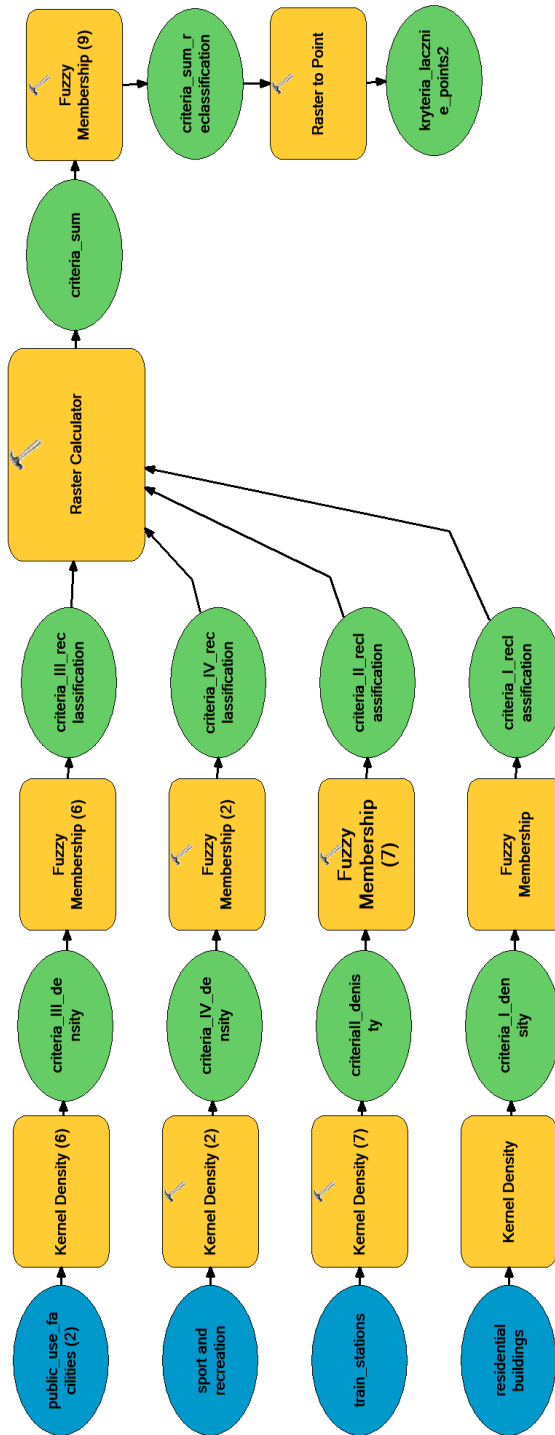 public_use_fa
cilities (2)
Kernel Density (6)
criteria_III_de
nsity
Fuzzy
Membership (6)
criteria_III_rec
lassification
sport and
recreation
Kernel Density (2)
criteria_IV_de
nsity
Fuzzy
Membership (2)
criteria_IV_rec
lassification
train_stations
Kernel Density (7)
criteriaII_denis
ty
Fuzzy
Membership
(7)
criteria_II_recl
assification
residential
buildings
Kernel Density
criteria_I_den
sity
Fuzzy
Membership
criteria_I_recl
assification
Raster Calculator
criteria_sum
Fuzzy
Membership (9)
criteria_sum_r
eclassification
Raster to Point
kryteria_laczni
e_points2